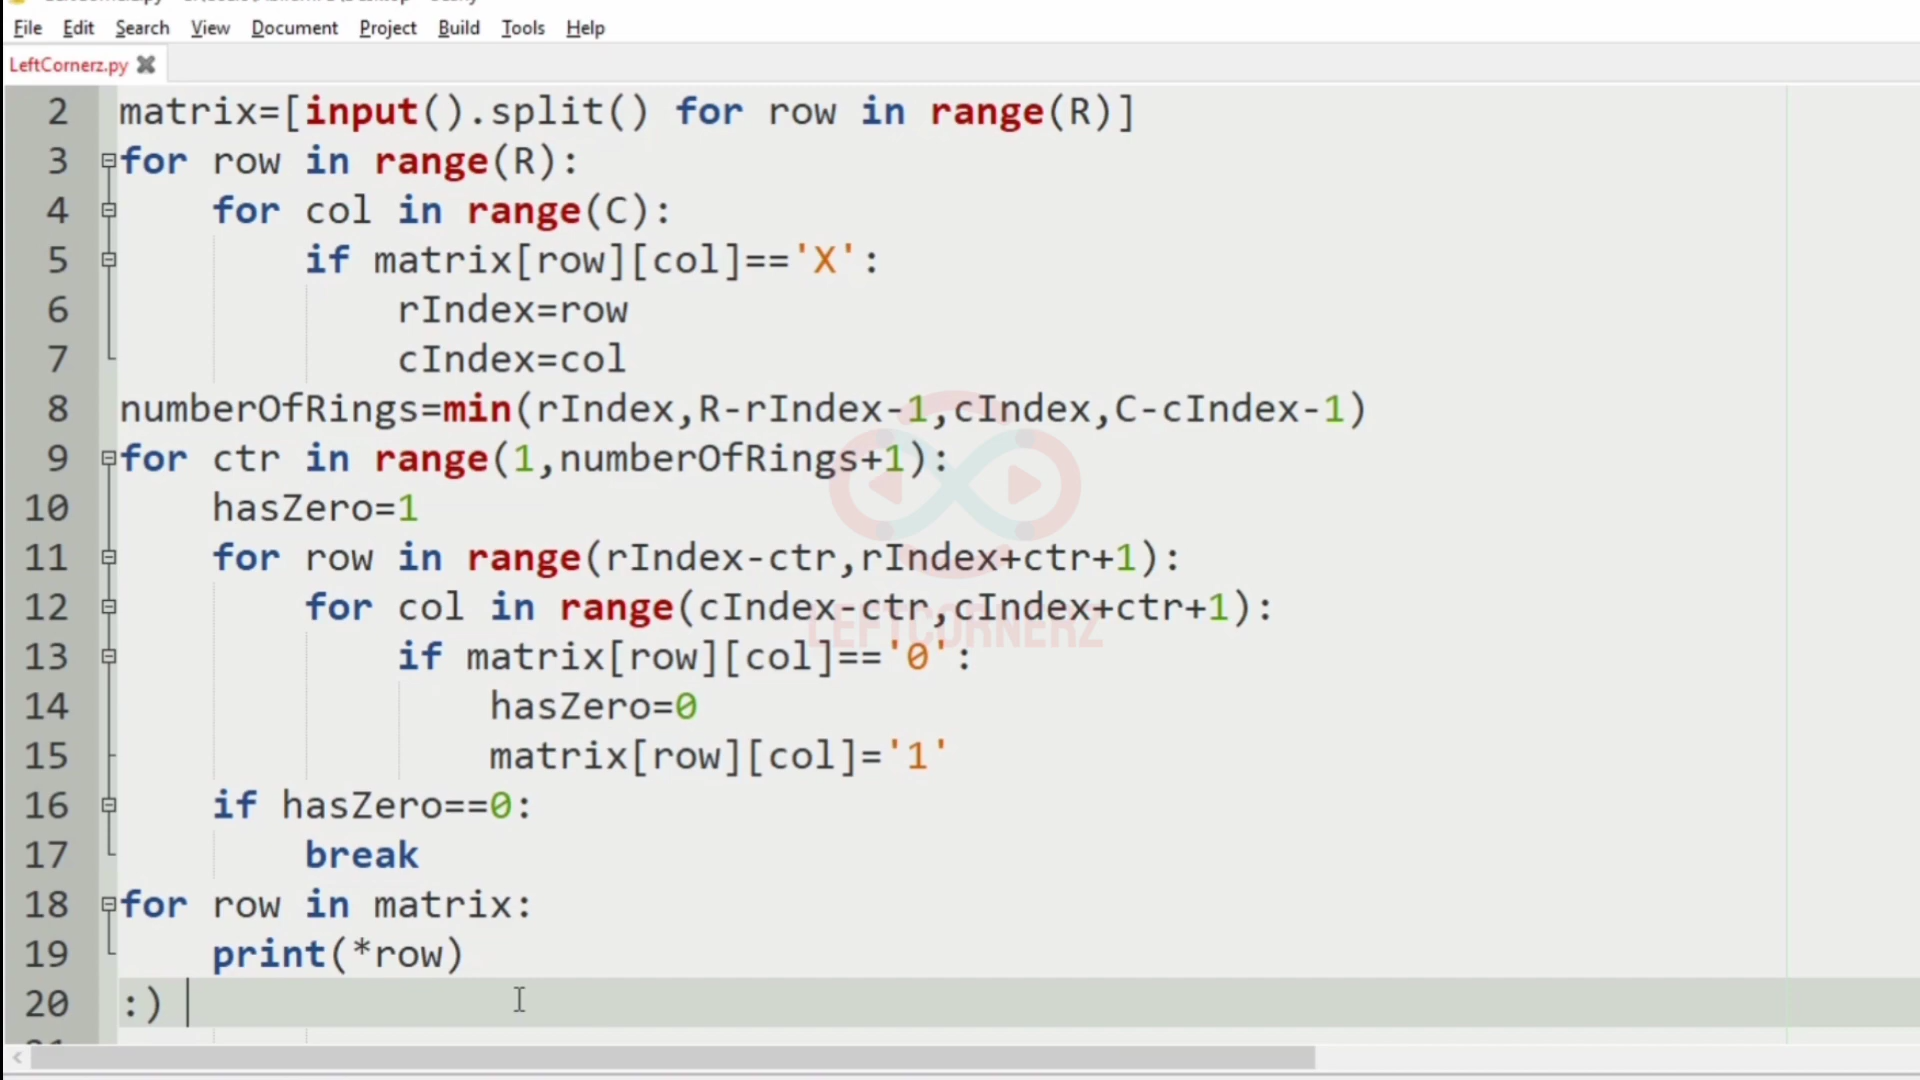 File Edit Search View Document Project Build Tools Help
LeftCornerz.py
2 matrix=[input().split() for row in range(R)]
3 for row in range(R):
4     for col in range(C):
5         if matrix[row][col]=='X':
6             rIndex=row
7             cIndex=col
8 numberOfRings=min(rIndex,R-rIndex-1,cIndex,C-cIndex-1)
9 for ctr in range(1,numberOfRings+1):
10     hasZero=1
11     for row in range(rIndex-ctr,rIndex+ctr+1):
12         for col in range(cIndex-ctr,cIndex+ctr+1):
LEFTCORNERZ
13             if matrix[row][col]=='0':
14                 hasZero=0
15                 matrix[row][col]='1'
16     if hasZero==0:
17         break
18 for row in matrix:
19     print(*row)
20 :)